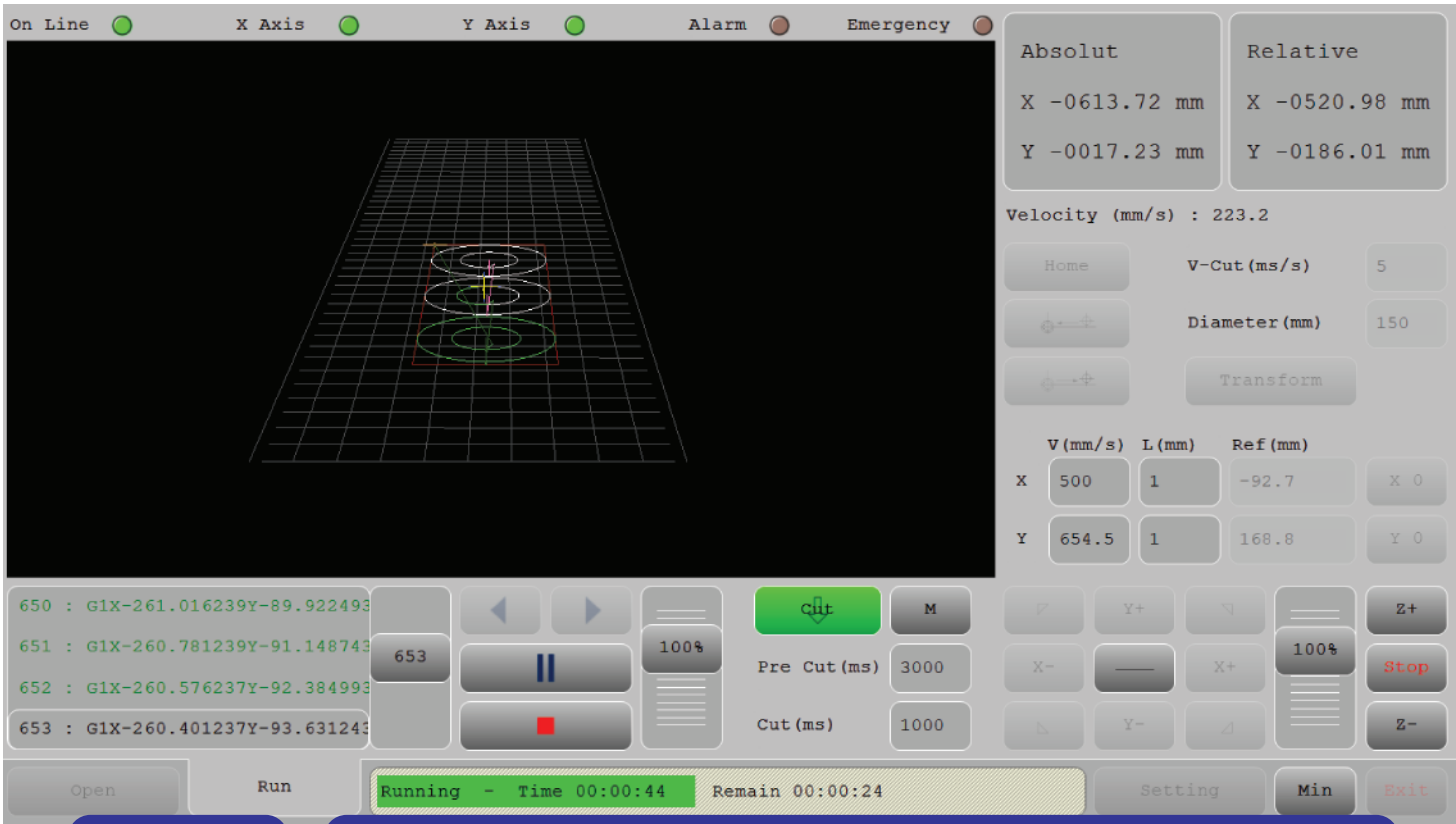 On Line X Axis Y Axis Alarm Emergency
Absolut
X -0613.72 mm
Y -0017.23 mm
Relative
X -0520.98 mm
Y -0186.01 mm
Velocity (mm/s) : 223.2
Home V-Cut(ms/s) 5
Diameter(mm) 150
Transform
V(mm/s) L(mm) Ref(mm)
X 500 1 -92.7 X 0
Y 654.5 1 168.8 Y 0
650 : G1X-261.016239Y-89.922493
651 : G1X-260.781239Y-91.148743
652 : G1X-260.576237Y-92.384993
653 : G1X-260.401237Y-93.631243
653
100%
Cut M
Pre Cut(ms) 3000
Cut(ms) 1000
Y+
X- X+
Y-
100%
Z+
Stop
Z-
Open Run Running - Time 00:00:44 Remain 00:00:24 Setting Min Exit